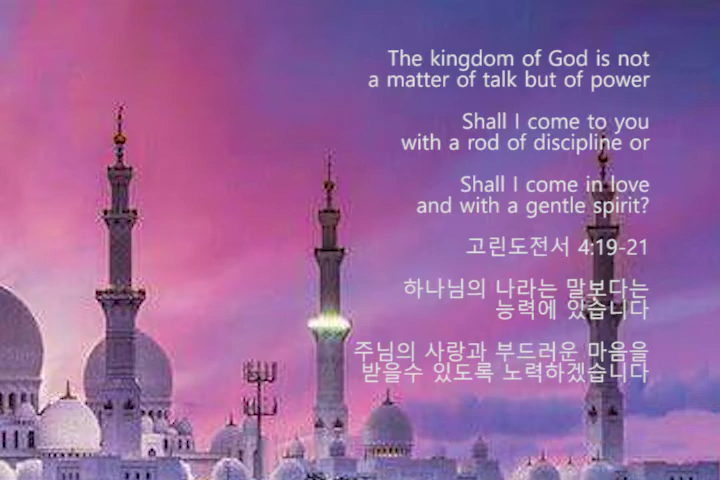 The kingdom of God is not
a matter of talk but of power
Shall I come to you
with a rod of discipline or
Shall I come in love
and with a gentle spirit?
고린도전서 4:19-21
하나님의 나라는 말보다는
능력에 있습니다
주님의 사랑과 부드러운 마음을
받을수 있도록 노력하겠습니다